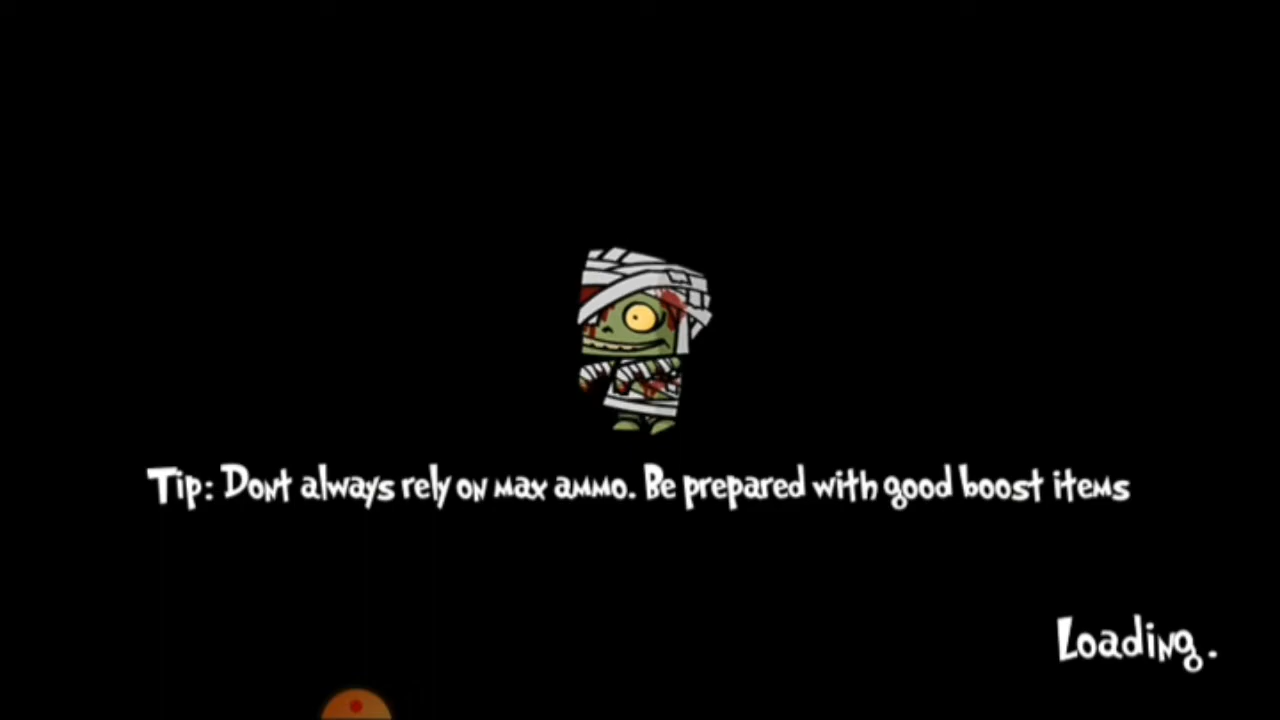 Tip: Dont always rely on max ammo. Be prepared with good boost items
Loading .